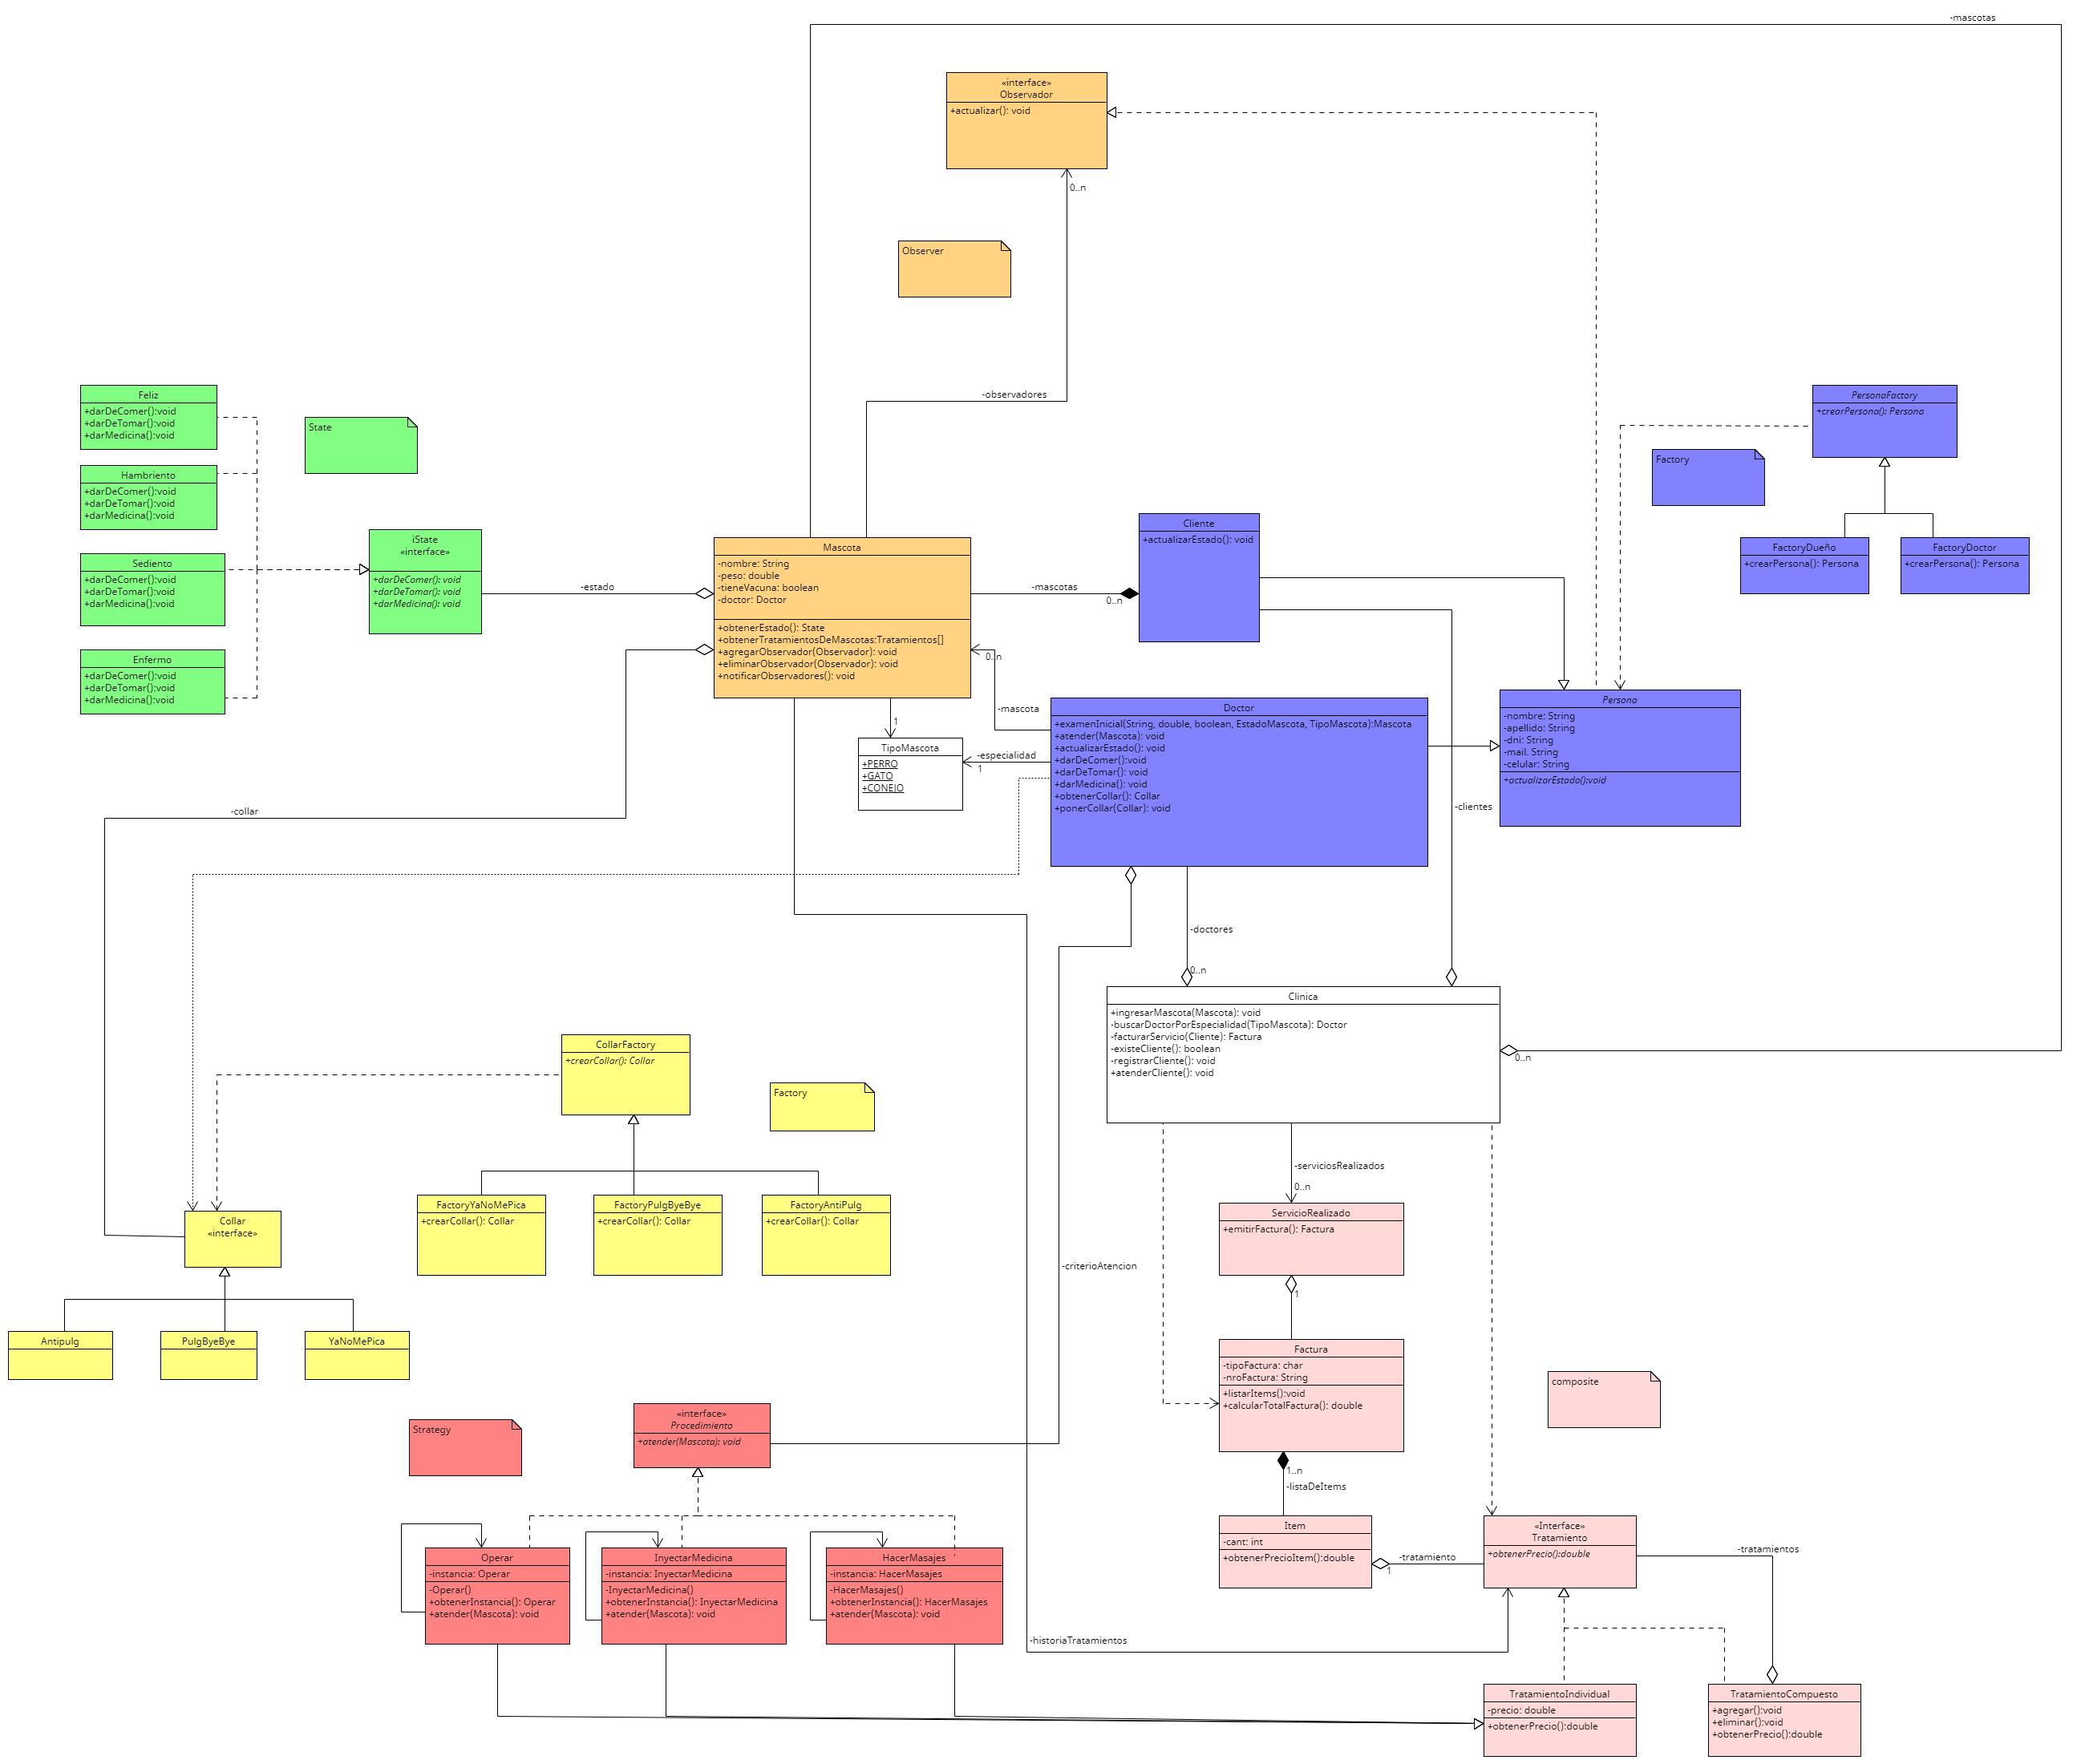 -mascotas
«interface»
Observador
+actualizar(): void
0..n
Observer
-observadores
Feliz
+darDeComer():void
+darDeTomar():void
+darMedicina():void
State
Hambriento
+darDeComer():void
+darDeTomar():void
+darMedicina():void
Sediento
+darDeComer():void
+darDeTomar():void
+darMedicina():void
Enfermo
+darDeComer():void
+darDeTomar():void
+darMedicina():void
iState
«interface»
+darDeComer(): void
+darDeTomar(): void
+darMedicina(): void
-estado
Mascota
-nombre: String
-peso: double
-tieneVacuna: boolean
-doctor: Doctor
+obtenerEstado(): State
+obtenerTratamientosDeMascotas:Tratamientos[]
+agregarObservador(Observador): void
+eliminarObservador(Observador): void
+notificarObservadores(): void
-mascotas
0..n
Cliente
+actualizarEstado(): void
PersonaFactory
+crearPersona(): Persona
Factory
FactoryDueño
+crearPersona(): Persona
FactoryDoctor
+crearPersona(): Persona
0..n
-mascota
1
TipoMascota
+PERRO
+GATO
+CONEJO
-especialidad
1
Doctor
+examenInicial(String, double, boolean, EstadoMascota, TipoMascota):Mascota
+atender(Mascota): void
+actualizarEstado(): void
+darDeComer():void
+darDeTomar(): void
+darMedicina(): void
+obtenerCollar(): Collar
+ponerCollar(Collar): void
Persona
-nombre: String
-apellido: String
-dni: String
-mail. String
-celular: String
+actualizarEstado():void
-collar
-clientes
-doctores
0..n
Clinica
+ingresarMascota(Mascota): void
-buscarDoctorPorEspecialidad(TipoMascota): Doctor
-facturarServicio(Cliente): Factura
-existeCliente(): boolean
-registrarCliente(): void
+atenderCliente(): void
0..n
CollarFactory
+crearCollar(): Collar
Factory
FactoryYaNoMePica
+crearCollar(): Collar
FactoryPulgByeBye
+crearCollar(): Collar
FactoryAntiPulg
+crearCollar(): Collar
Collar
«interface»
Antipulg
PulgByeBye
YaNoMePica
-serviciosRealizados
0..n
ServicioRealizado
+emitirFactura(): Factura
-criterioAtencion
1
Factura
-tipoFactura: char
-nroFactura: String
+listarItems():void
+calcularTotalFactura(): double
composite
1..n
-listaDeItems
Strategy
«interface»
Procedimiento
+atender(Mascota): void
Operar
-instancia: Operar
-Operar()
+obtenerInstancia(): Operar
+atender(Mascota): void
InyectarMedicina
-instancia: InyectarMedicina
-InyectarMedicina()
+obtenerInstancia(): InyectarMedicina
+atender(Mascota): void
HacerMasajes
-instancia: HacerMasajes
-HacerMasajes()
+obtenerInstancia(): HacerMasajes
+atender(Mascota): void
Item
-cant: int
+obtenerPrecioItem():double
-tratamiento
1
«Interface»
Tratamiento
+obtenerPrecio():double
-tratamientos
-historiaTratamientos
TratamientoIndividual
-precio: double
+obtenerPrecio():double
TratamientoCompuesto
+agregar():void
+eliminar():void
+obtenerPrecio():double